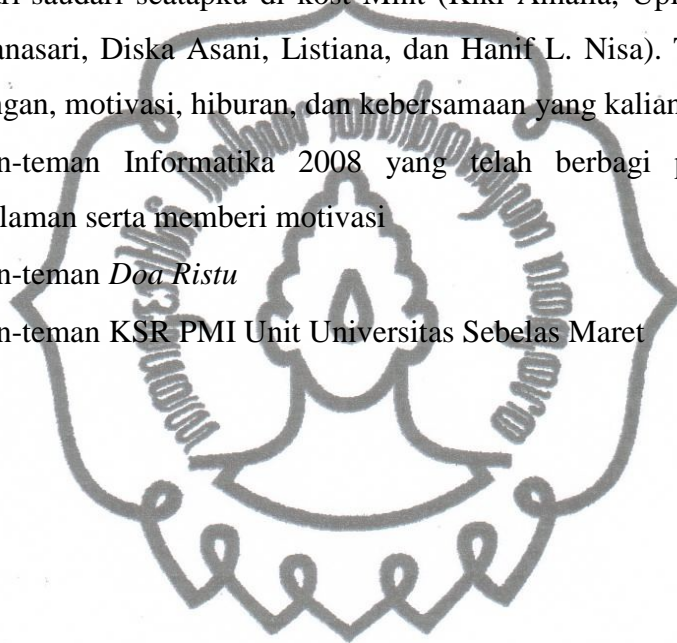 ri saudari seatapku di kost Mint (Kiki Amalia,
anasari, Diska Asani, Listiana, dan Hanif L. Nisa).
ngan, motivasi, hiburan, dan kebersamaan yang kalian
n-teman Informatika 2008 yang telah berbagi
laman serta memberi motivasi
n-teman Doa Ristu
n-teman KSR PMI Unit Universitas Sebelas Maret